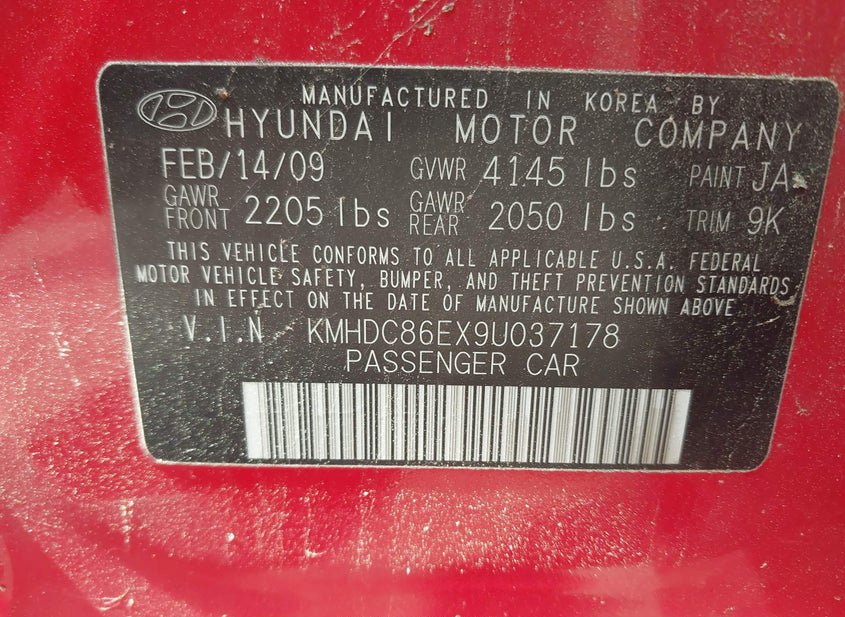 MANUFACTURED IN KOREA BY
HYUNDAI MOTOR COMPANY
FEB/14/09 GVWR 4145 lbs PAINT JA
GAWR FRONT 2205 lbs GAWR REAR 2050 lbs TRIM 9K
THIS VEHICLE CONFORMS TO ALL APPLICABLE U.S.A. FEDERAL
MOTOR VEHICLE SAFETY, BUMPER, AND THEFT PREVENTION STANDARDS
IN EFFECT ON THE DATE OF MANUFACTURE SHOWN ABOVE.
V.I.N KMHDC86EX9U037178
PASSENGER CAR